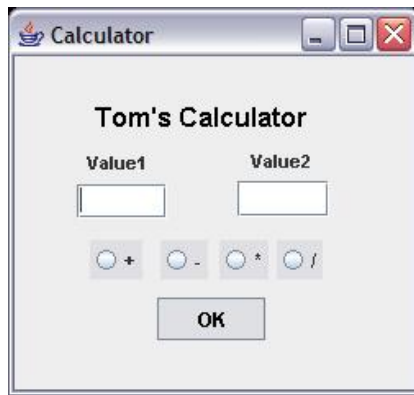 Calculator
Tom's Calculator
Value1 Value2
+ - * /
OK